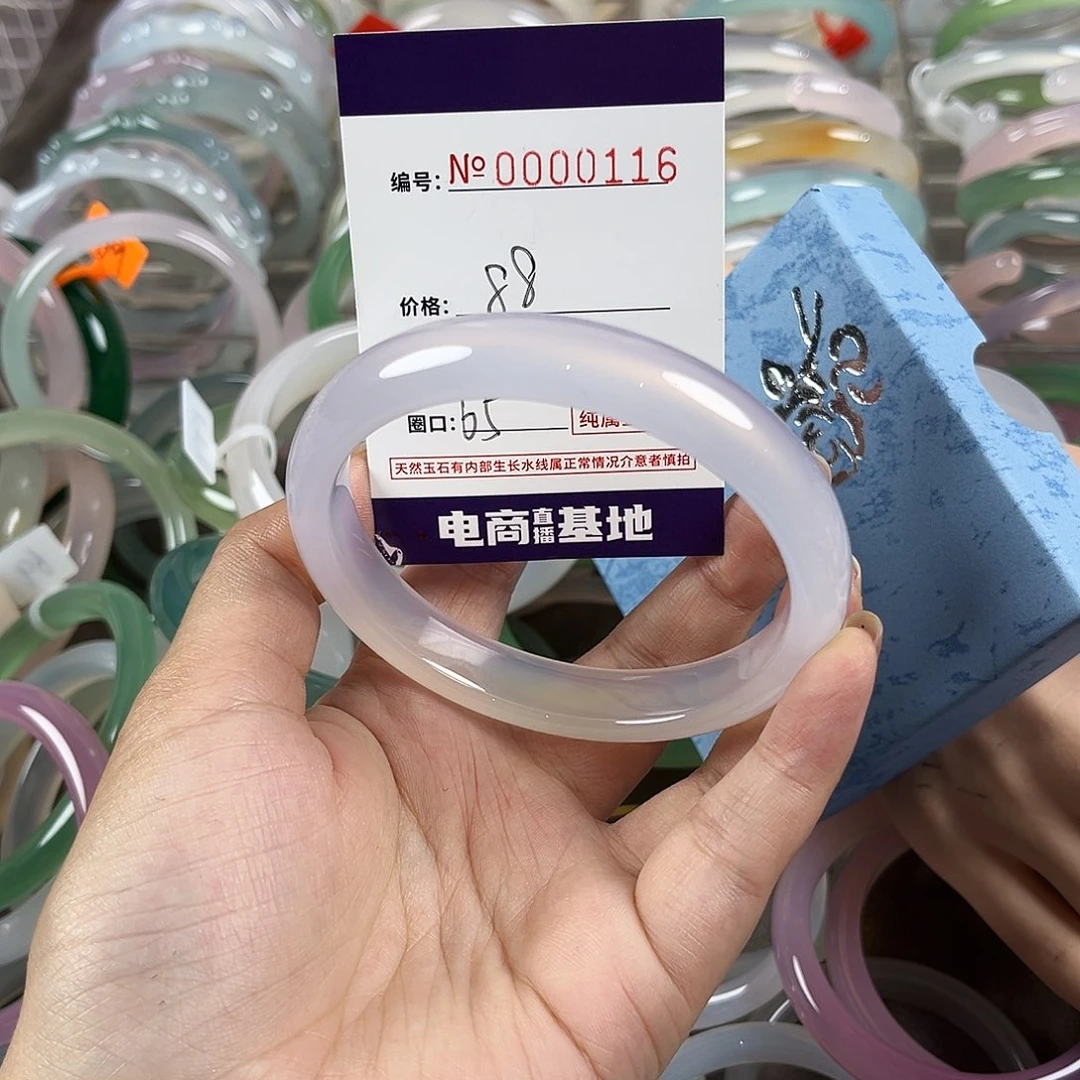 编号: №0000116
价格: 88
圈口: 65 纯属
天然玉石有内部生长水线属正常情况介意者慎拍
电商直播基地